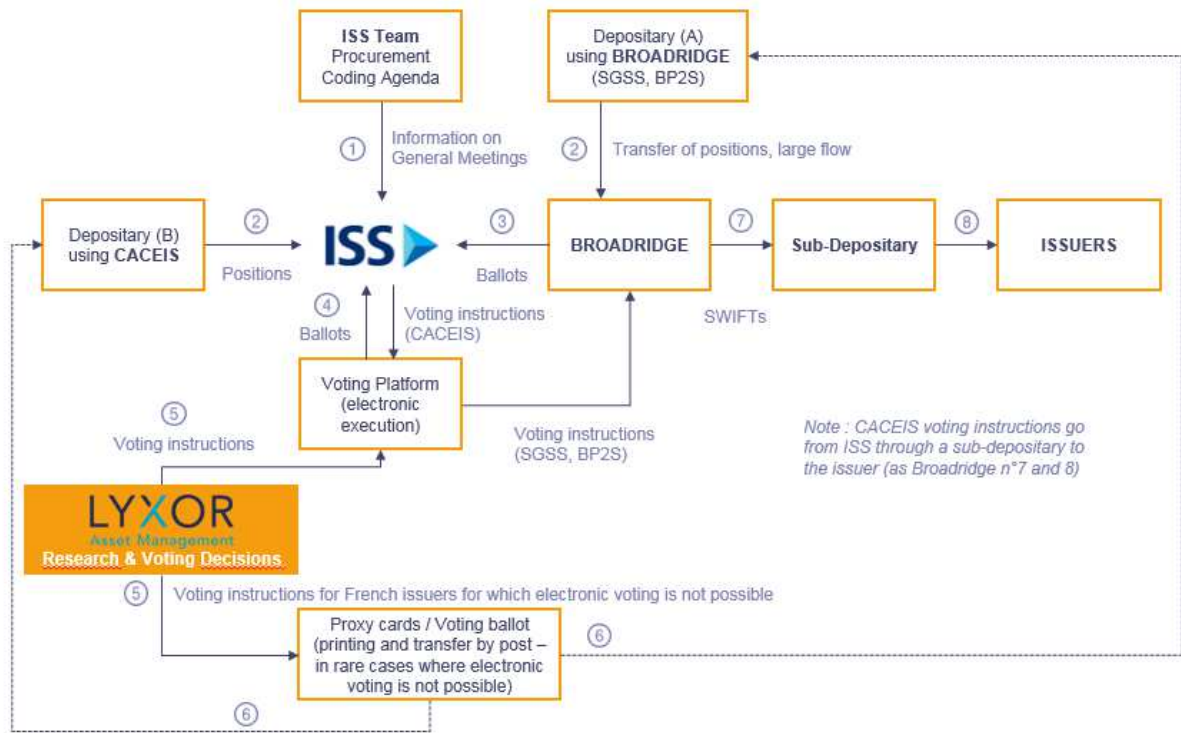 ISS Team
Procurement
Coding Agenda
Depositary (A)
using BROADRIDGE
(SGSS, BP2S)
1
Information on
General Meetings
2
Transfer of positions, large flow
Depositary (B)
using CACEIS
2
Positions
ISS
3
Ballots
BROADRIDGE
7
SWIFTs
Sub-Depositary
8
ISSUERS
4
Ballots
Voting instructions
(CACEIS)
Voting Platform
(electronic
execution)
Voting instructions
(SGSS, BP2S)
5
Voting instructions
Note : CACEIS voting instructions go
from ISS through a sub-depositary to
the issuer (as Broadridge n°7 and 8)
LYXOR
Asset Management
Research & Voting Decisions
5
Voting instructions for French issuers for which electronic voting is not possible
Proxy cards / Voting ballot
(printing and transfer by post –
in rare cases where electronic
voting is not possible)
6
6